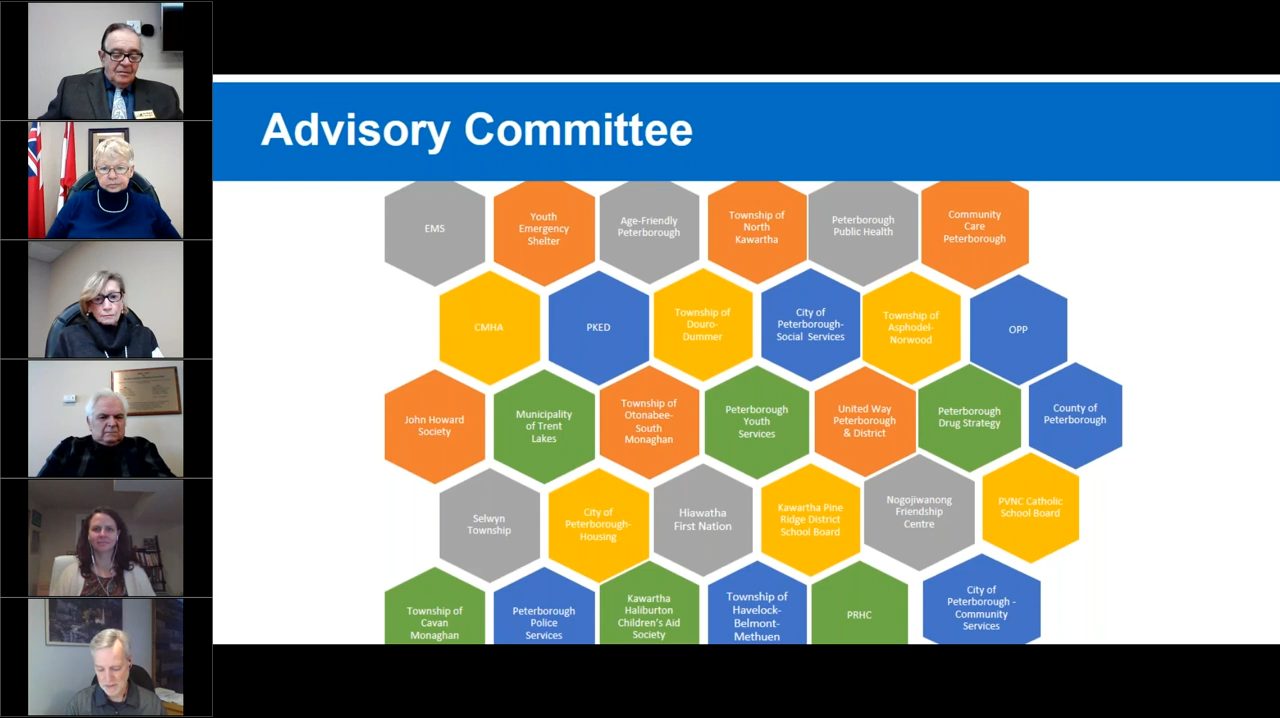 Advisory Committee
EMS
Youth
Emergency
Shelter
Age-Friendly
Peterborough
Township of
North
Kawartha
Peterborough
Public Health
Community
Care
Peterborough
CMHA
PKED
Township of
Douro-
Dummer
City of
Peterborough-
Social Services
Township of
Asphodel-
Norwood
OPP
John Howard
Society
Municipality
of Trent
Lakes
Township of
Otonabee-
South
Monaghan
Peterborough
Youth
Services
United Way
Peterborough
& District
Peterborough
Drug Strategy
County of
Peterborough
Selwyn
Township
City of
Peterborough-
Housing
Hiawatha
First Nation
Kawartha Pine
Ridge District
School Board
Nogojiwanong
Friendship
Centre
PVNC Catholic
School Board
Township of
Cavan
Monaghan
Peterborough
Police
Services
Kawartha
Haliburton
Children's Aid
Society
Township of
Havelock-
Belmont-
Methuen
PRHC
City of
Peterborough -
Community
Services